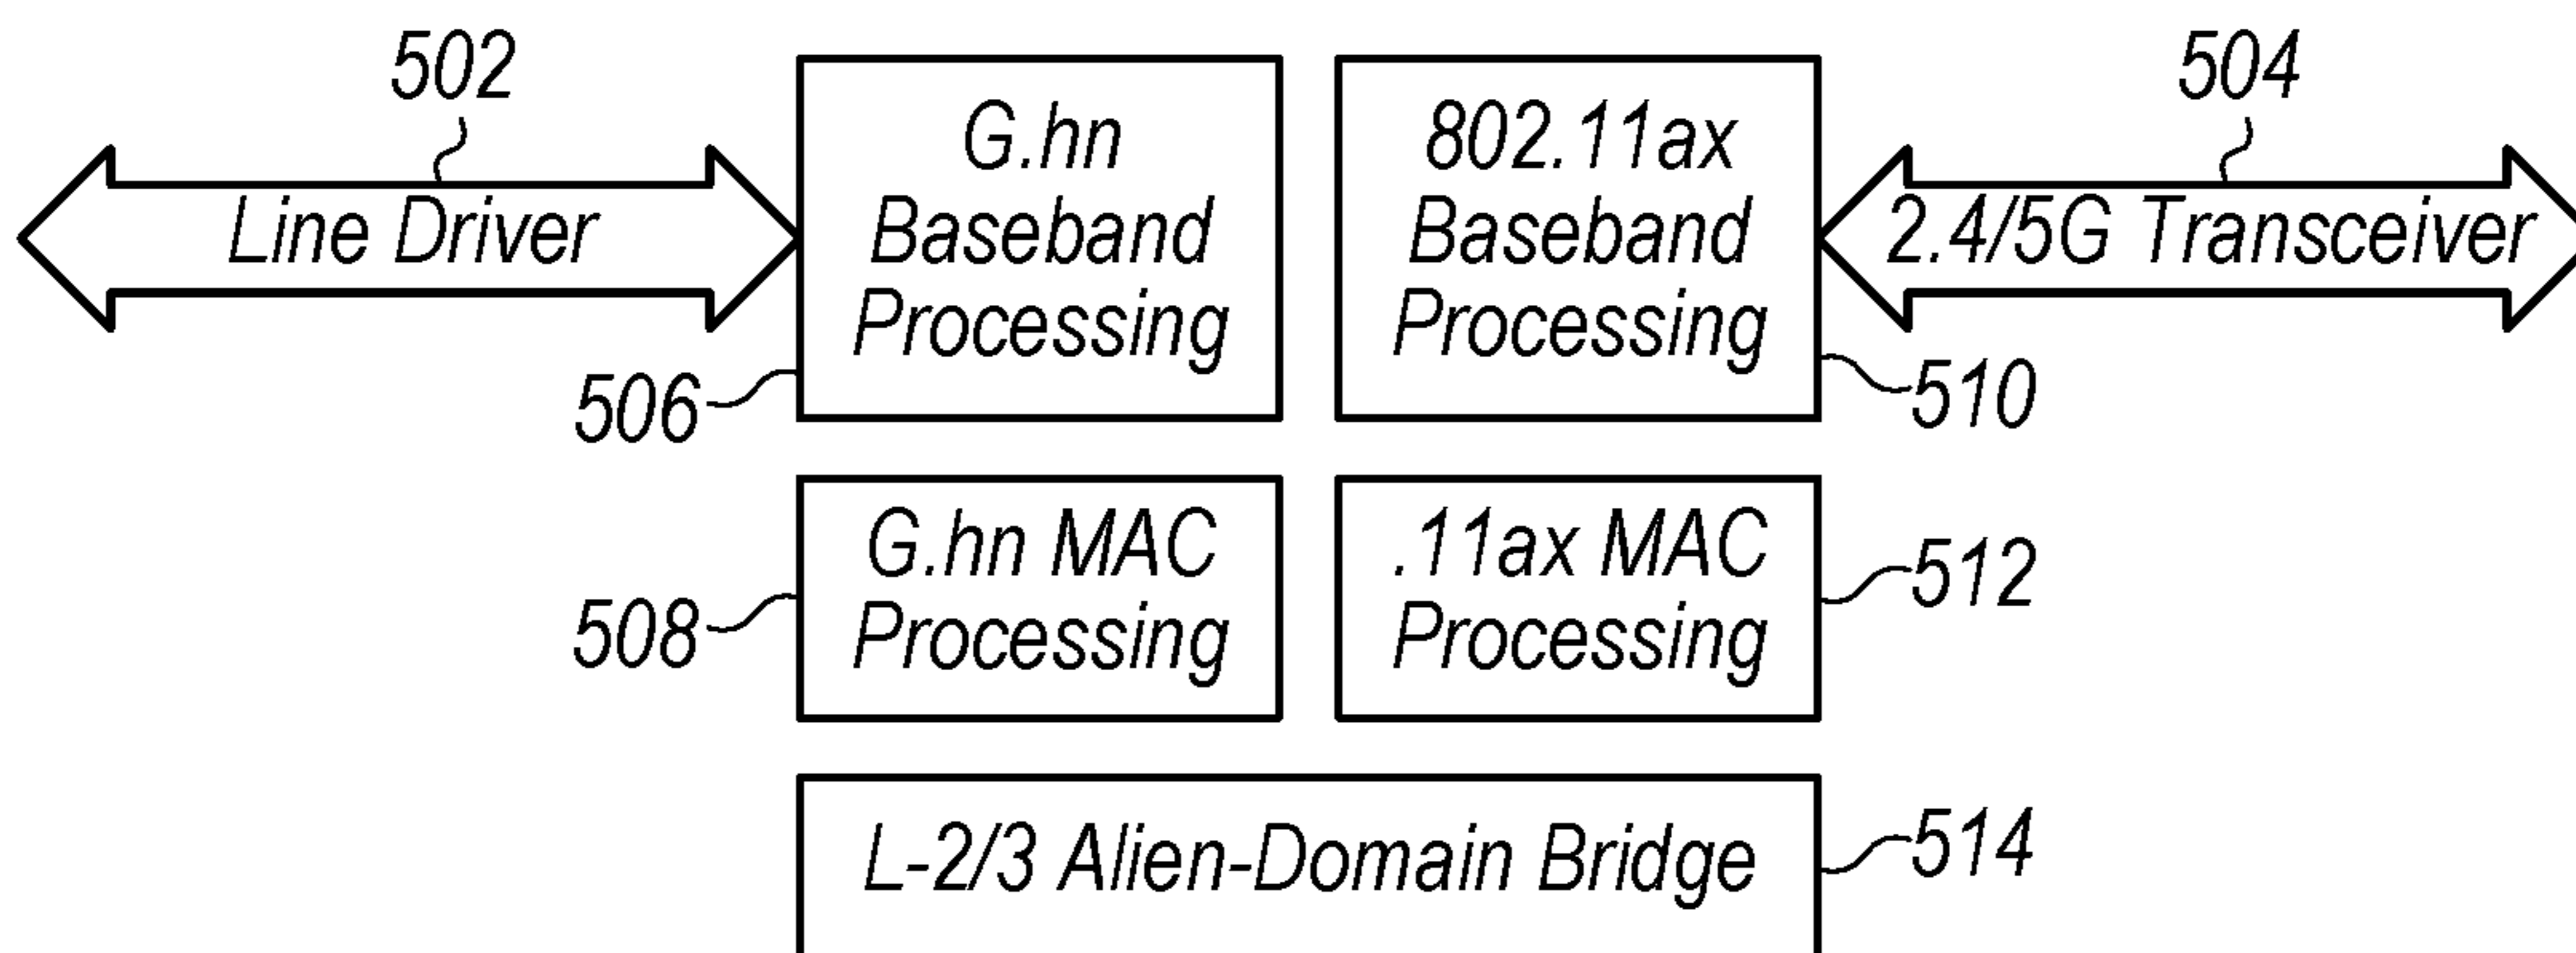 502
504
G.hn
Baseband
Processing
802.11ax
Baseband
Processing
Line Driver
2.4/5G Transceiver
506
510
G.hn MAC
Processing
.11ax MAC
Processing
508
512
L-2/3 Alien-Domain Bridge
514